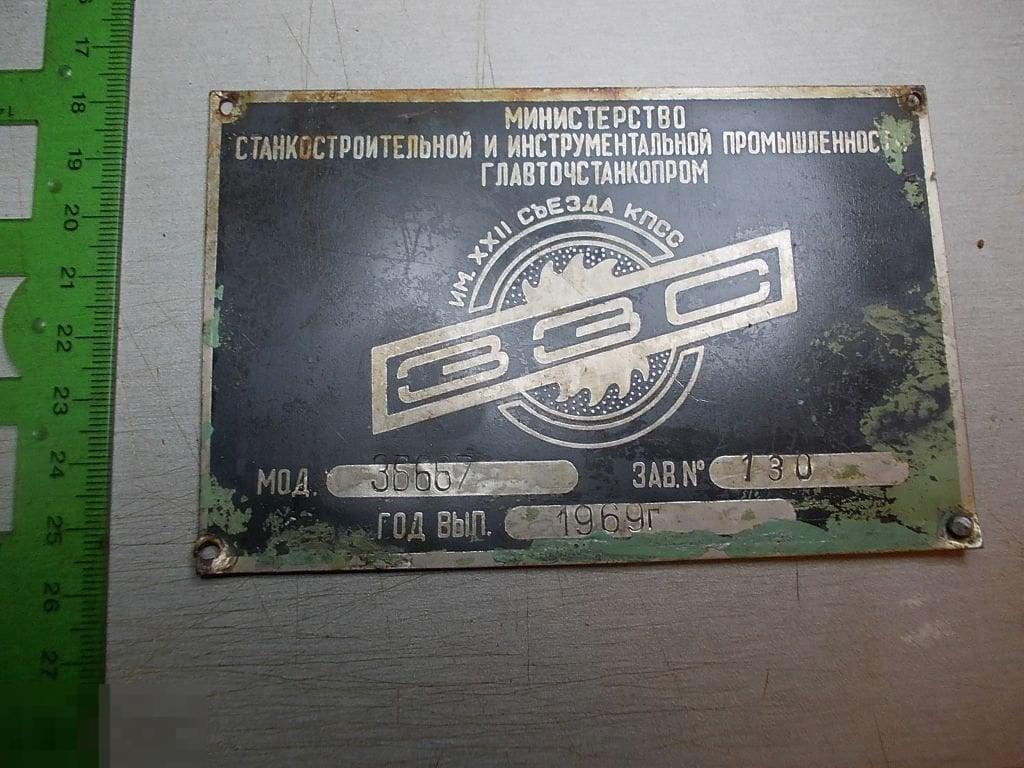 МИНИСТЕРСТВО
СТАНКОСТРОИТЕЛЬНОЙ И ИНСТРУМЕНТАЛЬНОЙ ПРОМЫШЛЕННОСТИ
ГЛАВТОЧСТАНКОПРОМ
ИМ. XXII СЪЕЗДА КПСС
ВЗС
МОД. 3Б667 ЗАВ.№ 130
ГОД ВЫП. 1969г
17
18
19
20
21
22
23
24
25
26
27